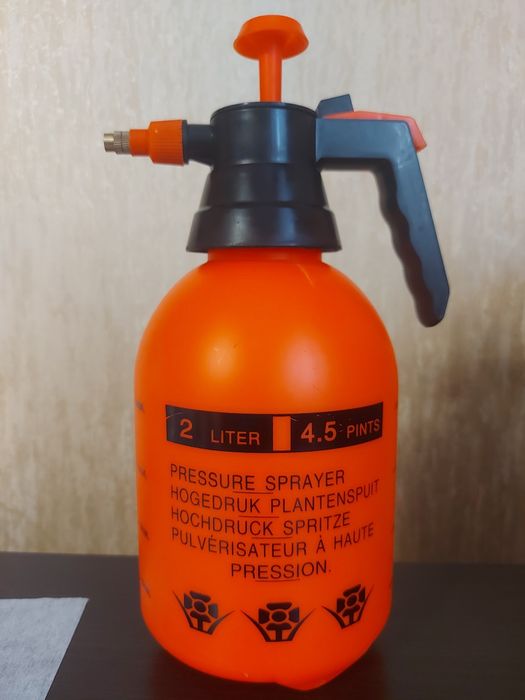 2 LITER 4.5 PINTS
PRESSURE SPRAYER
HOGEDRUK PLANTENSPUIT
HOCHDRUCK SPRITZE
PULVÉRISATEUR À HAUTE
PRESSION.